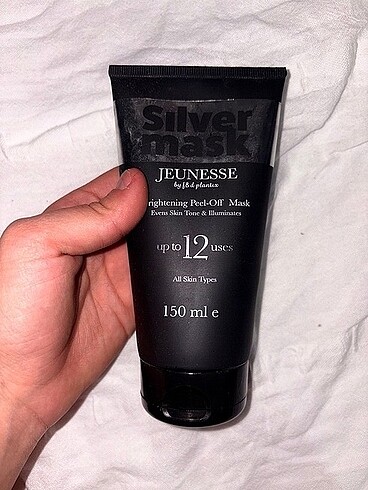 Silver
mask
JEUNESSE
by f&d plantex
rightening Peel-Off Mask
Evens Skin Tone & Illuminates
up to 12 uses
All Skin Types
150 ml e